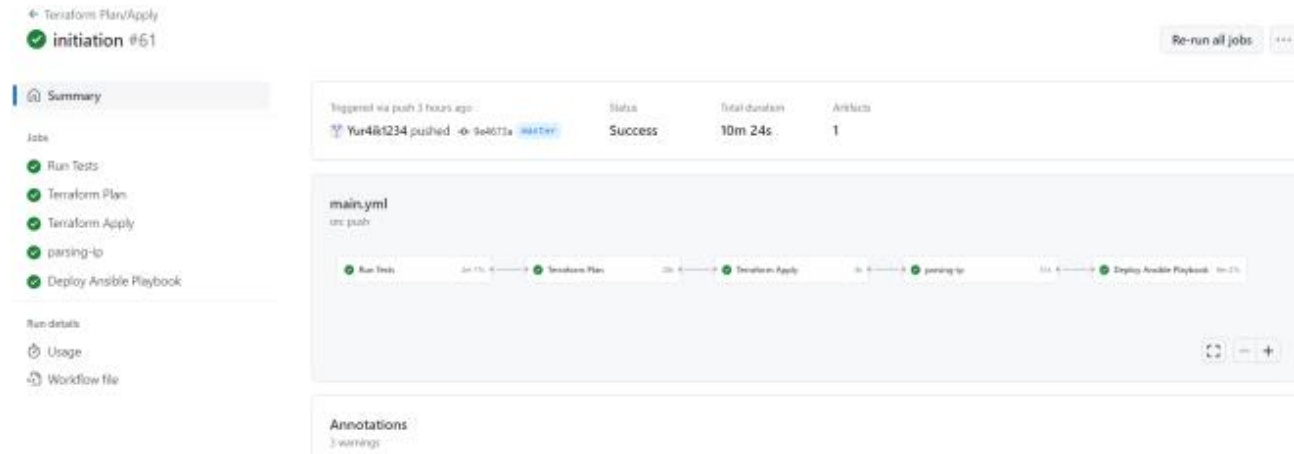 Terraform Plan/Apply
initiation #61
Re-run all jobs
Summary
Jobs
Run Tests
Terraform Plan
Terraform Apply
parsing-ip
Deploy Ansible Playbook
Run details
Usage
Workflow file
Triggered via push 3 hours ago
Yur4ik1234 pushed master
Status
Success
Total duration
10m 24s
Artifacts
1
main.yml
on: push
Run Tests
Terraform Plan
Terraform Apply
parsing-ip
Deploy Ansible Playbook
Annotations
3 warnings